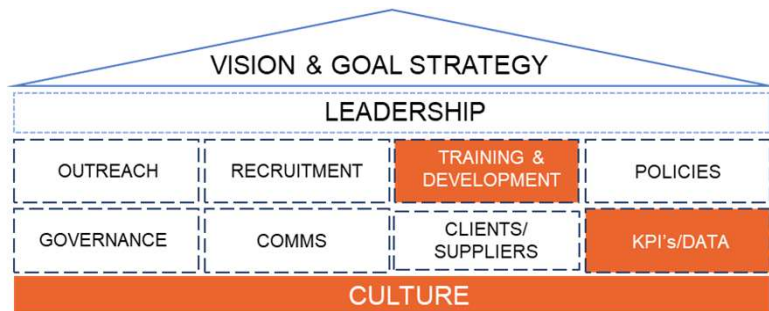 VISION & GOAL STRATEGY
LEADERSHIP
OUTREACH
RECRUITMENT
TRAINING &
DEVELOPMENT
POLICIES
GOVERNANCE
COMMS
CLIENTS/
SUPPLIERS
KPI's/DATA
CULTURE